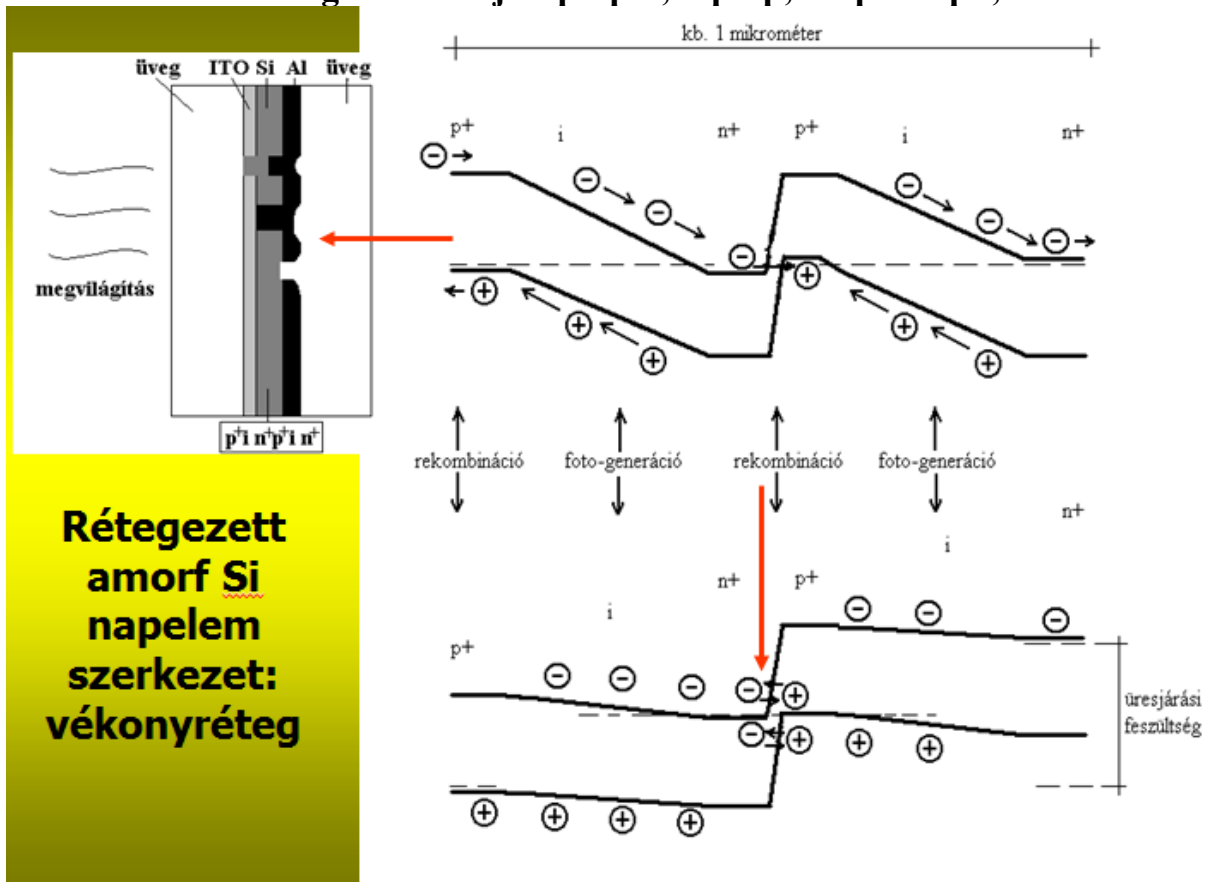 kb. 1 mikrométer
üveg ITO Si Al üveg
megvilágítás
p+i n+p+i n+
p+ i n+ p+ i n+
rekombináció foto-generáció rekombináció foto-generáció
p+ i n+ p+ i n+
üresjárási
feszültség
Rétegezett
amorf Si
napelem
szerkezet:
vékonyréteg